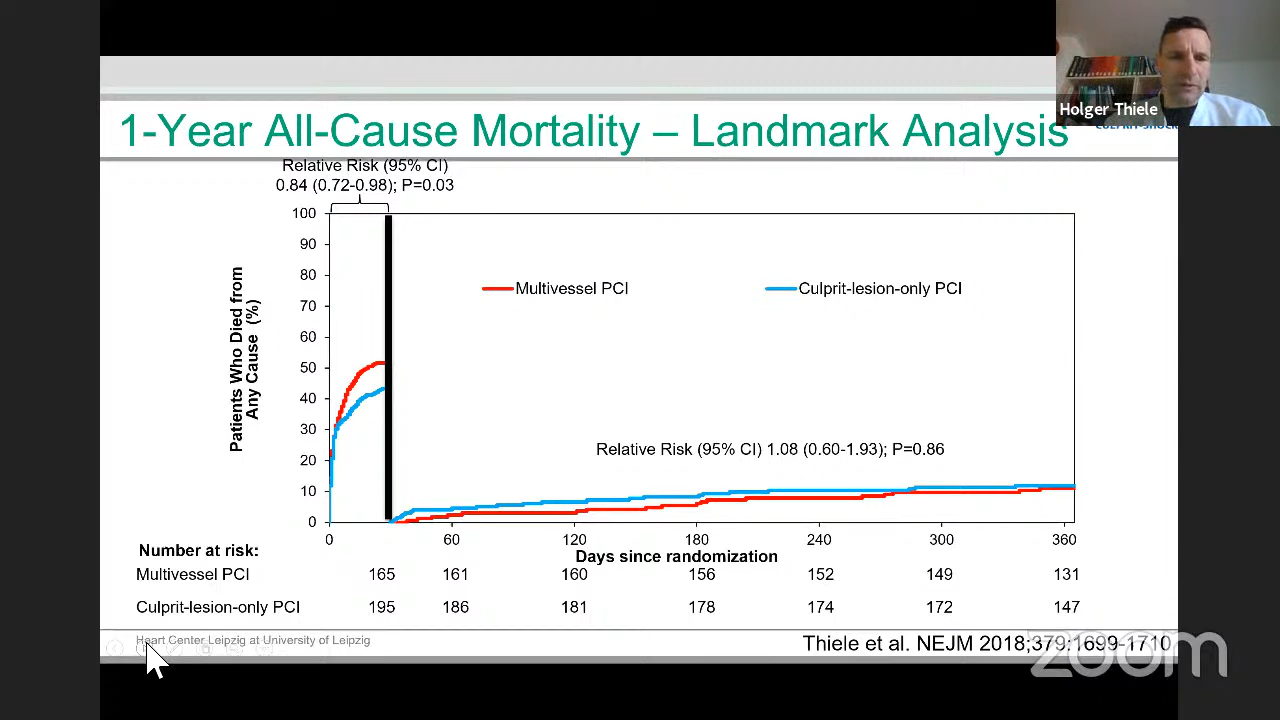 Holger Thiele
1-Year All-Cause Mortality – Landmark Analysis
CULPRIT-SHOCK
Relative Risk (95% CI)
0.84 (0.72-0.98); P=0.03
100
90
80
70
60
50
40
30
20
10
0
Patients Who Died from
Any Cause (%)
Multivessel PCI
Culprit-lesion-only PCI
Relative Risk (95% CI) 1.08 (0.60-1.93); P=0.86
0 60 120 180 240 300 360
Days since randomization
Number at risk:
Multivessel PCI 165 161 160 156 152 149 131
Culprit-lesion-only PCI 195 186 181 178 174 172 147
Heart Center Leipzig at University of Leipzig
Thiele et al. NEJM 2018;379:1699-1710
zoom